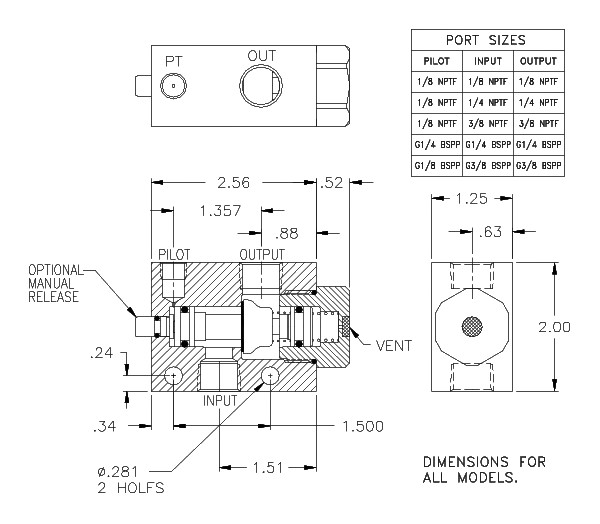 PT
OUT
PORT SIZES
PILOT INPUT OUTPUT
1/8 NPTF 1/8 NPTF 1/8 NPTF
1/8 NPTF 1/4 NPTF 1/4 NPTF
1/8 NPTF 3/8 NPTF 3/8 NPTF
G1/4 BSPP G1/4 BSPP G1/4 BSPP
G1/8 BSPP G3/8 BSPP G3/8 BSPP
2.56
.52
1.357
.88
1.25
.63
PILOT
OUTPUT
OPTIONAL
MANUAL
RELEASE
2.00
VENT
.24
INPUT
.34
1.500
1.51
ø.281
2 HOLFS
DIMENSIONS FOR
ALL MODELS.